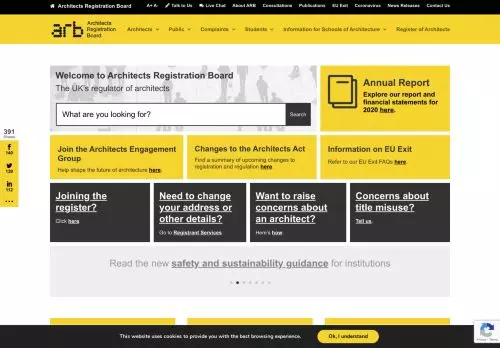 Architects Registration Board
A+ A- Talk to Us Live Chat About ARB Consultations Publications EU Exit Coronavirus News Releases Contact Us
arb Architects
Registration
Board
Architects Public Complaints Students Information for Schools of Architecture Register of Architects
Welcome to Architects Registration Board
The UK's regulator of architects
What are you looking for?
Search
Annual Report
Explore our report and
financial statements for
2020 here.
391
Shares
140
139
112
Join the Architects Engagement
Group
Help shape the future of architecture here.
Changes to the Architects Act
Find a summary of upcoming changes to
registration and regulation here.
Information on EU Exit
Refer to our EU Exit FAQs here.
Joining the
register?
Click here
Need to change
your address or
other details?
Go to Registrant Services
Want to raise
concerns about
an architect?
Here's how.
Concerns about
title misuse?
Tell us.
Read the new safety and sustainability guidance for institutions
This website uses cookies to provide you with the best browsing experience.
Ok, I understand
Privacy - Terms